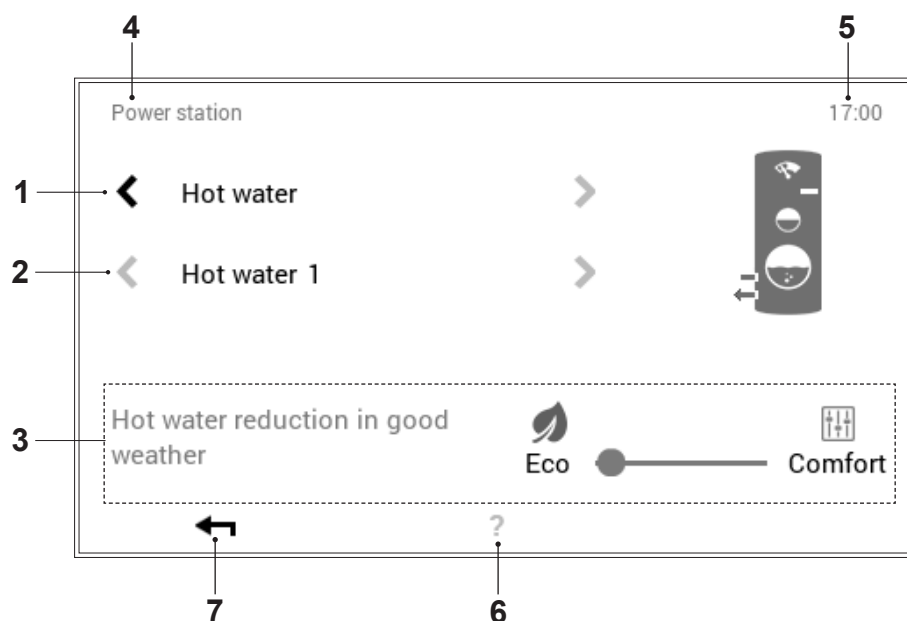 4 5
Power station 17:00
1 Hot water
2 Hot water 1
3 Hot water reduction in good
weather
Eco Comfort
?
7 6